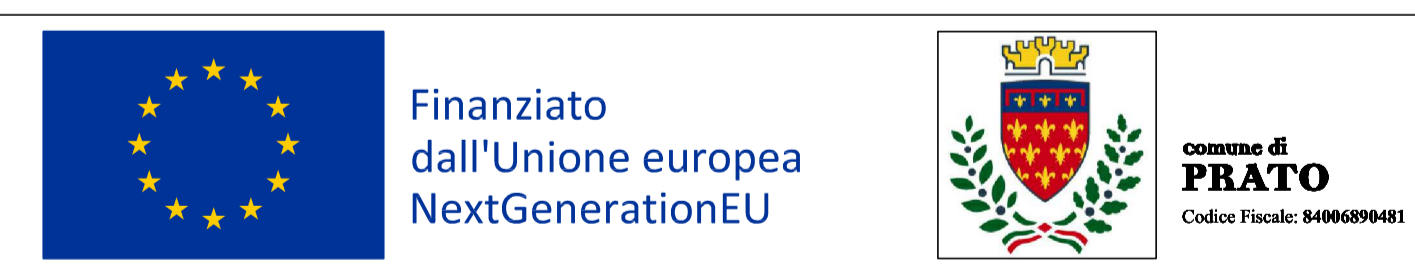 Finanziato
dall'Unione europea
NextGenerationEU
comune di
PRATO
Codice Fiscale: 84006890481